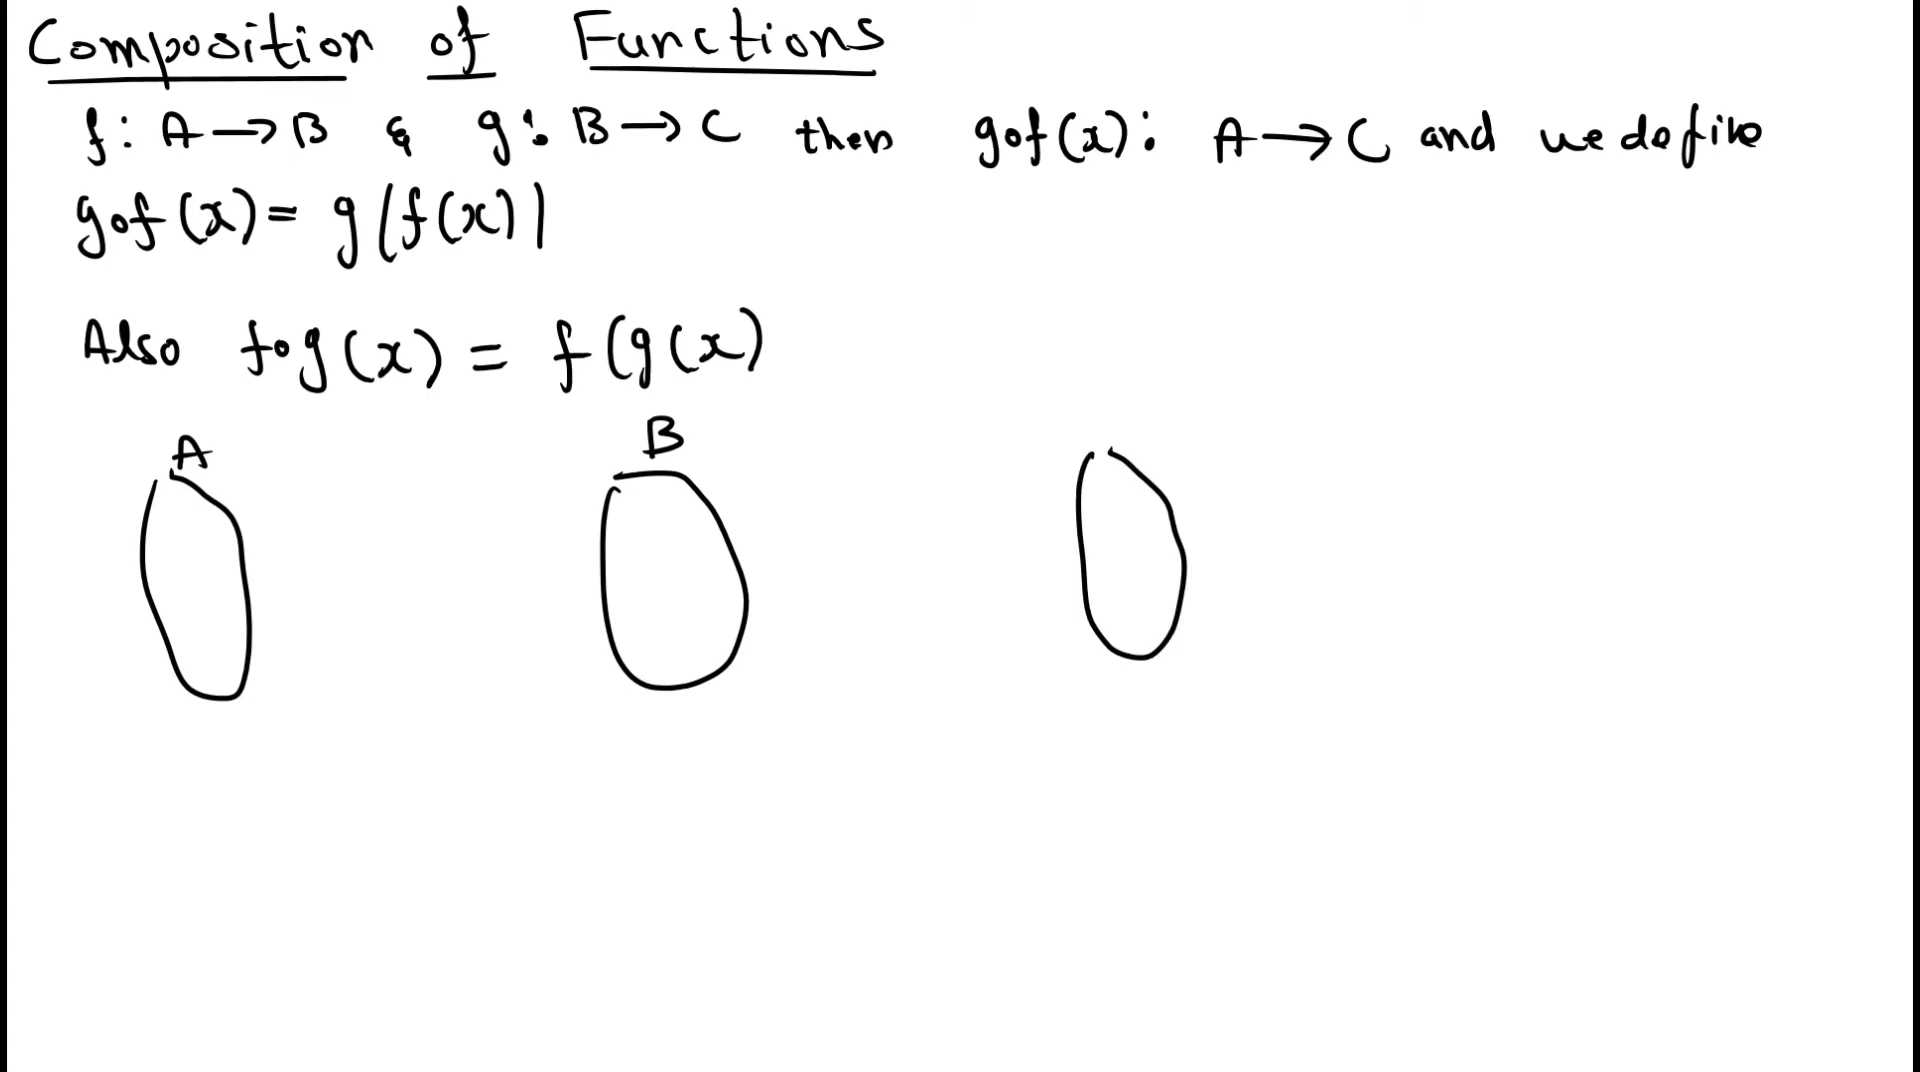 Composition of Functions
f: A → B & g: B → C then gof(x): A → C and we define
gof(x) = g(f(x))
Also fog(x) = f(g(x)
A B